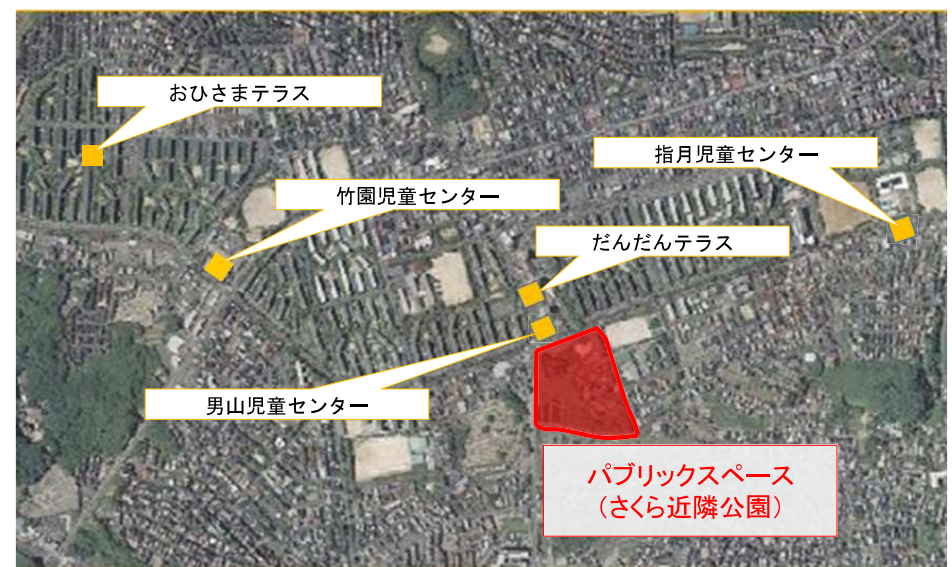 おひさまテラス
指月児童センター
竹園児童センター
だんだんテラス
男山児童センター
パブリックスペース
(さくら近隣公園)